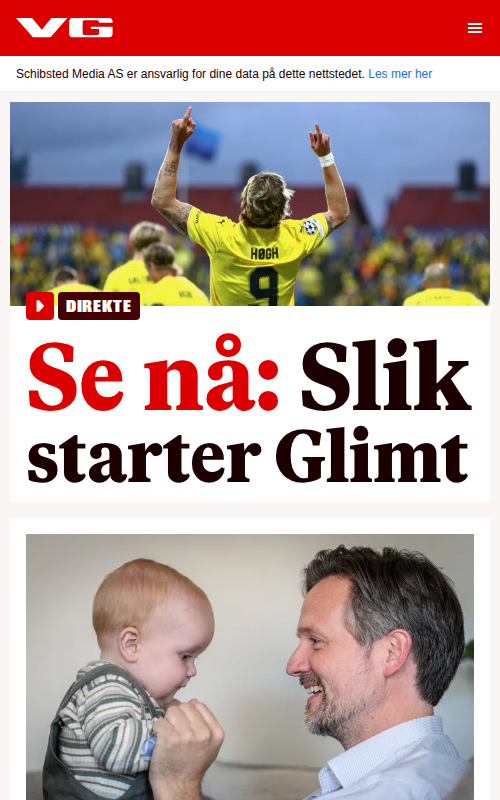 VG
Schibsted Media AS er ansvarlig for dine data på dette nettstedet. Les mer her
HØGH
9
DIREKTE
Se nå: Slik
starter Glimt